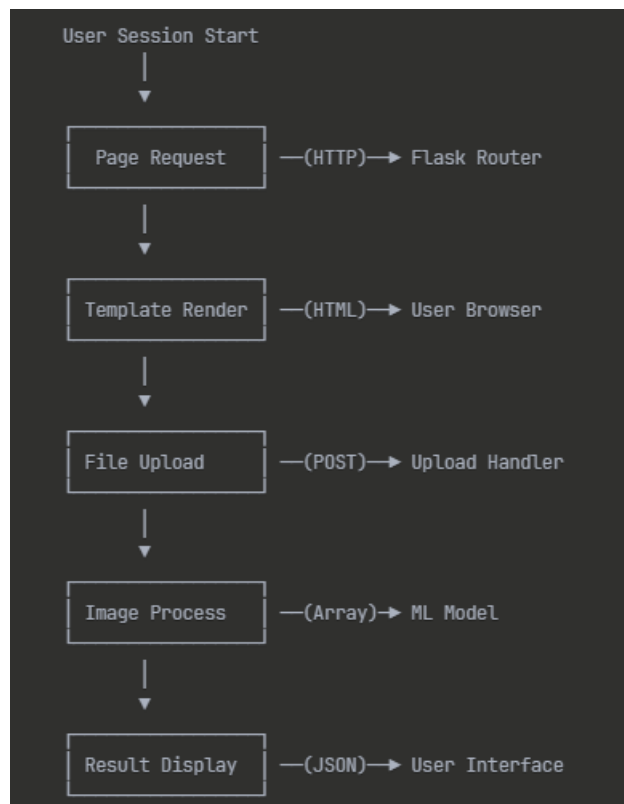 User Session Start
Page Request ──(HTTP)─► Flask Router
Template Render ──(HTML)─► User Browser
File Upload ──(POST)─► Upload Handler
Image Process ──(Array)─► ML Model
Result Display ──(JSON)─► User Interface